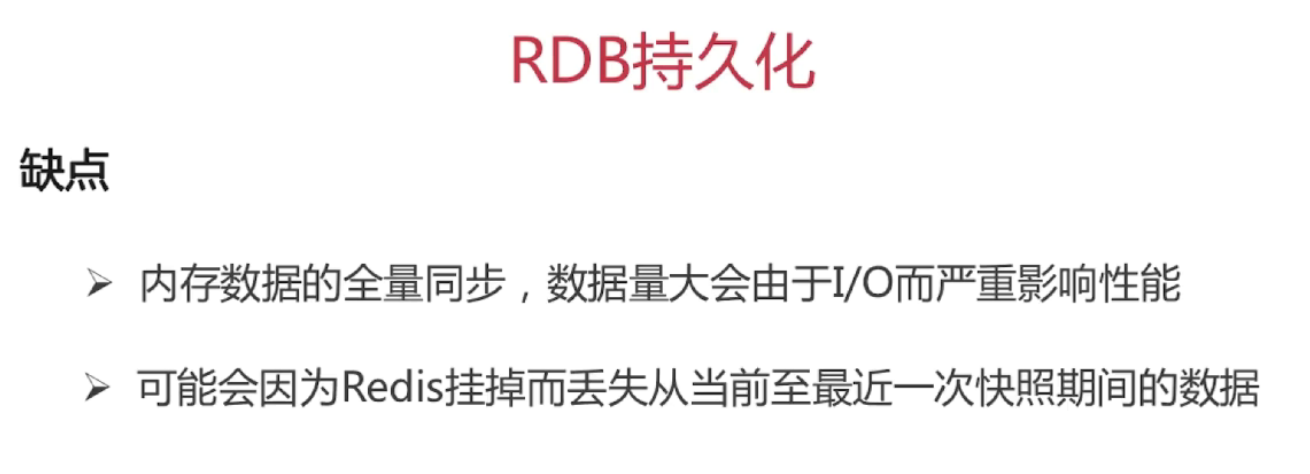 RDB持久化
缺点
内存数据的全量同步，数据量大会由于I/O而严重影响性能
可能会因为Redis挂掉而丢失从当前至最近一次快照期间的数据